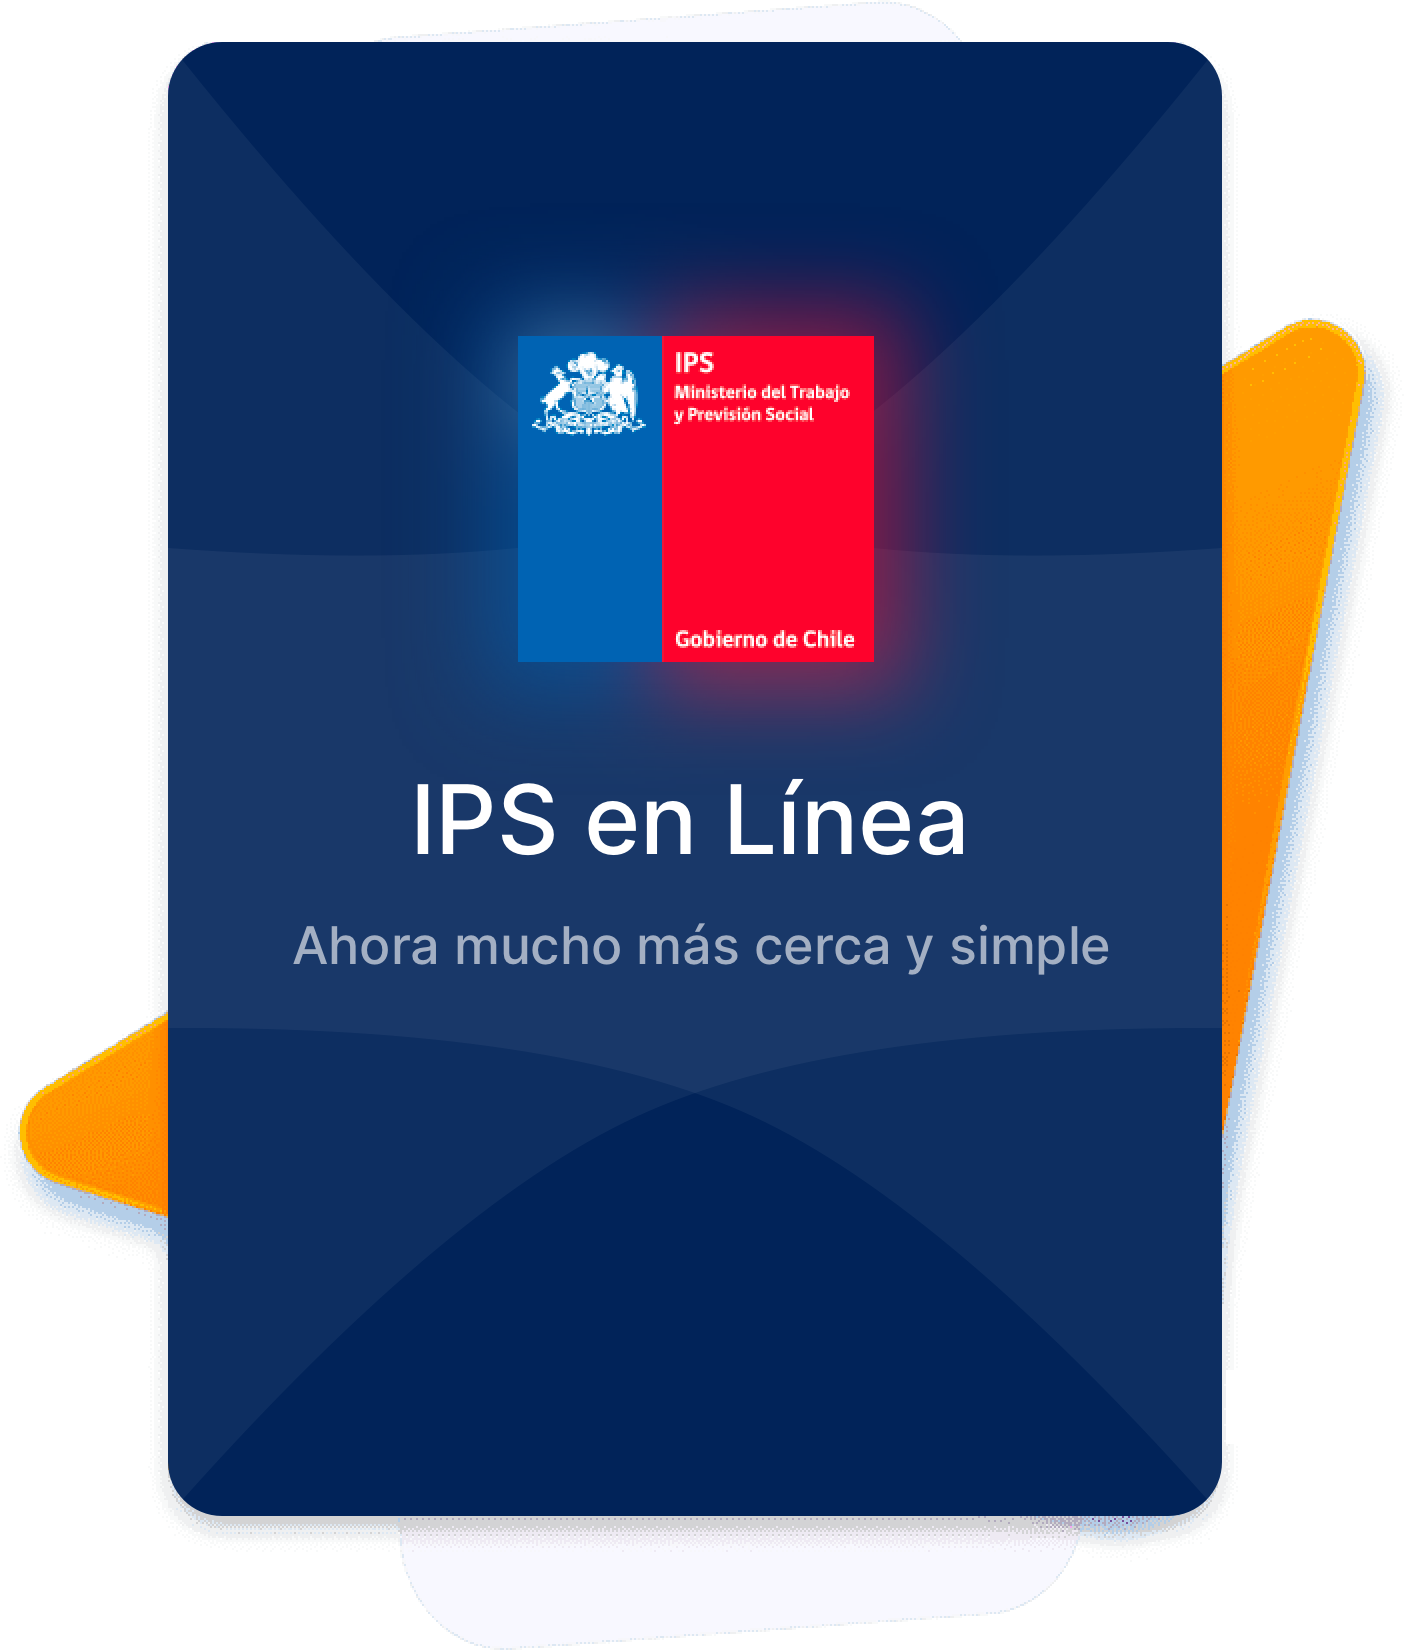 IPS
Ministerio del Trabajo
y Previsión Social
Gobierno de Chile
IPS en Línea
Ahora mucho más cerca y simple